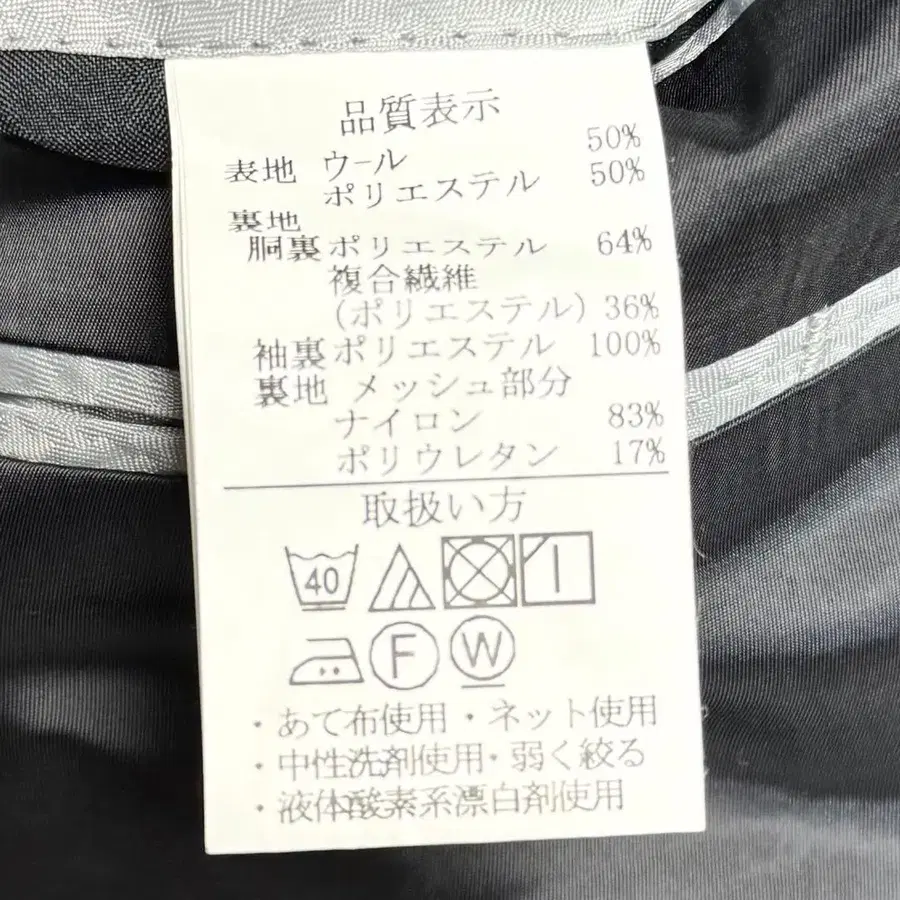 品質表示
表地 ウール 50%
ポリエステル 50%
裏地
胴裏 ポリエステル 64%
複合繊維
(ポリエステル) 36%
袖裏 ポリエステル 100%
裏地 メッシュ部分
ナイロン 83%
ポリウレタン 17%
取扱い方
40
F W
・あて布使用・ネット使用
・中性洗剤使用・弱く絞る
・液体酸素系漂白剤使用